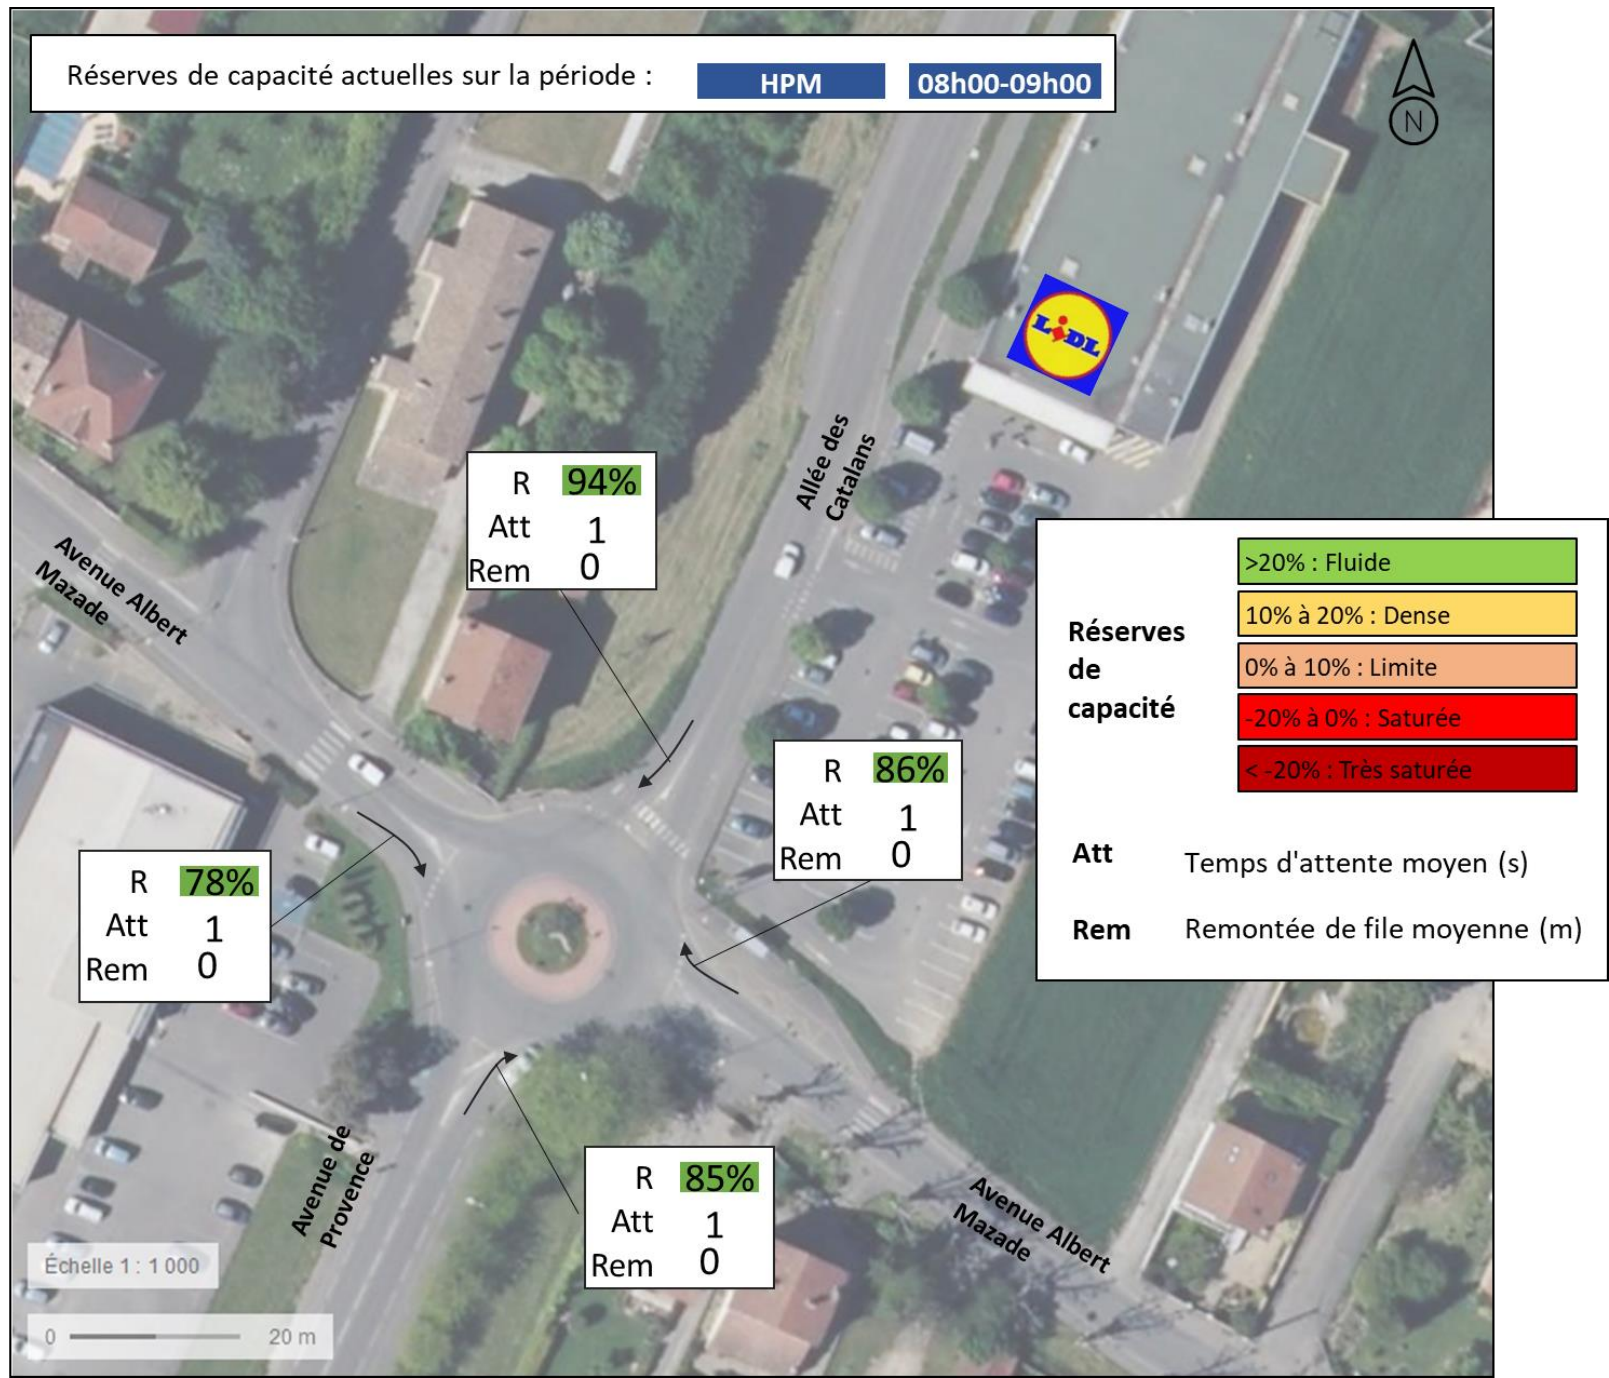 Réserves de capacité actuelles sur la période :
HPM
08h00-09h00
N
LIDL
Allée des
Catalans
R 94%
Att 1
Rem 0
Avenue Albert
Mazade
>20% : Fluide
10% à 20% : Dense
Réserves
de
capacité
0% à 10% : Limite
-20% à 0% : Saturée
< -20% : Très saturée
Att Temps d'attente moyen (s)
Rem Remontée de file moyenne (m)
R 86%
Att 1
Rem 0
R 78%
Att 1
Rem 0
Avenue de
Provence
R 85%
Att 1
Rem 0
Avenue Albert
Mazade
Échelle 1 : 1 000
0 20 m